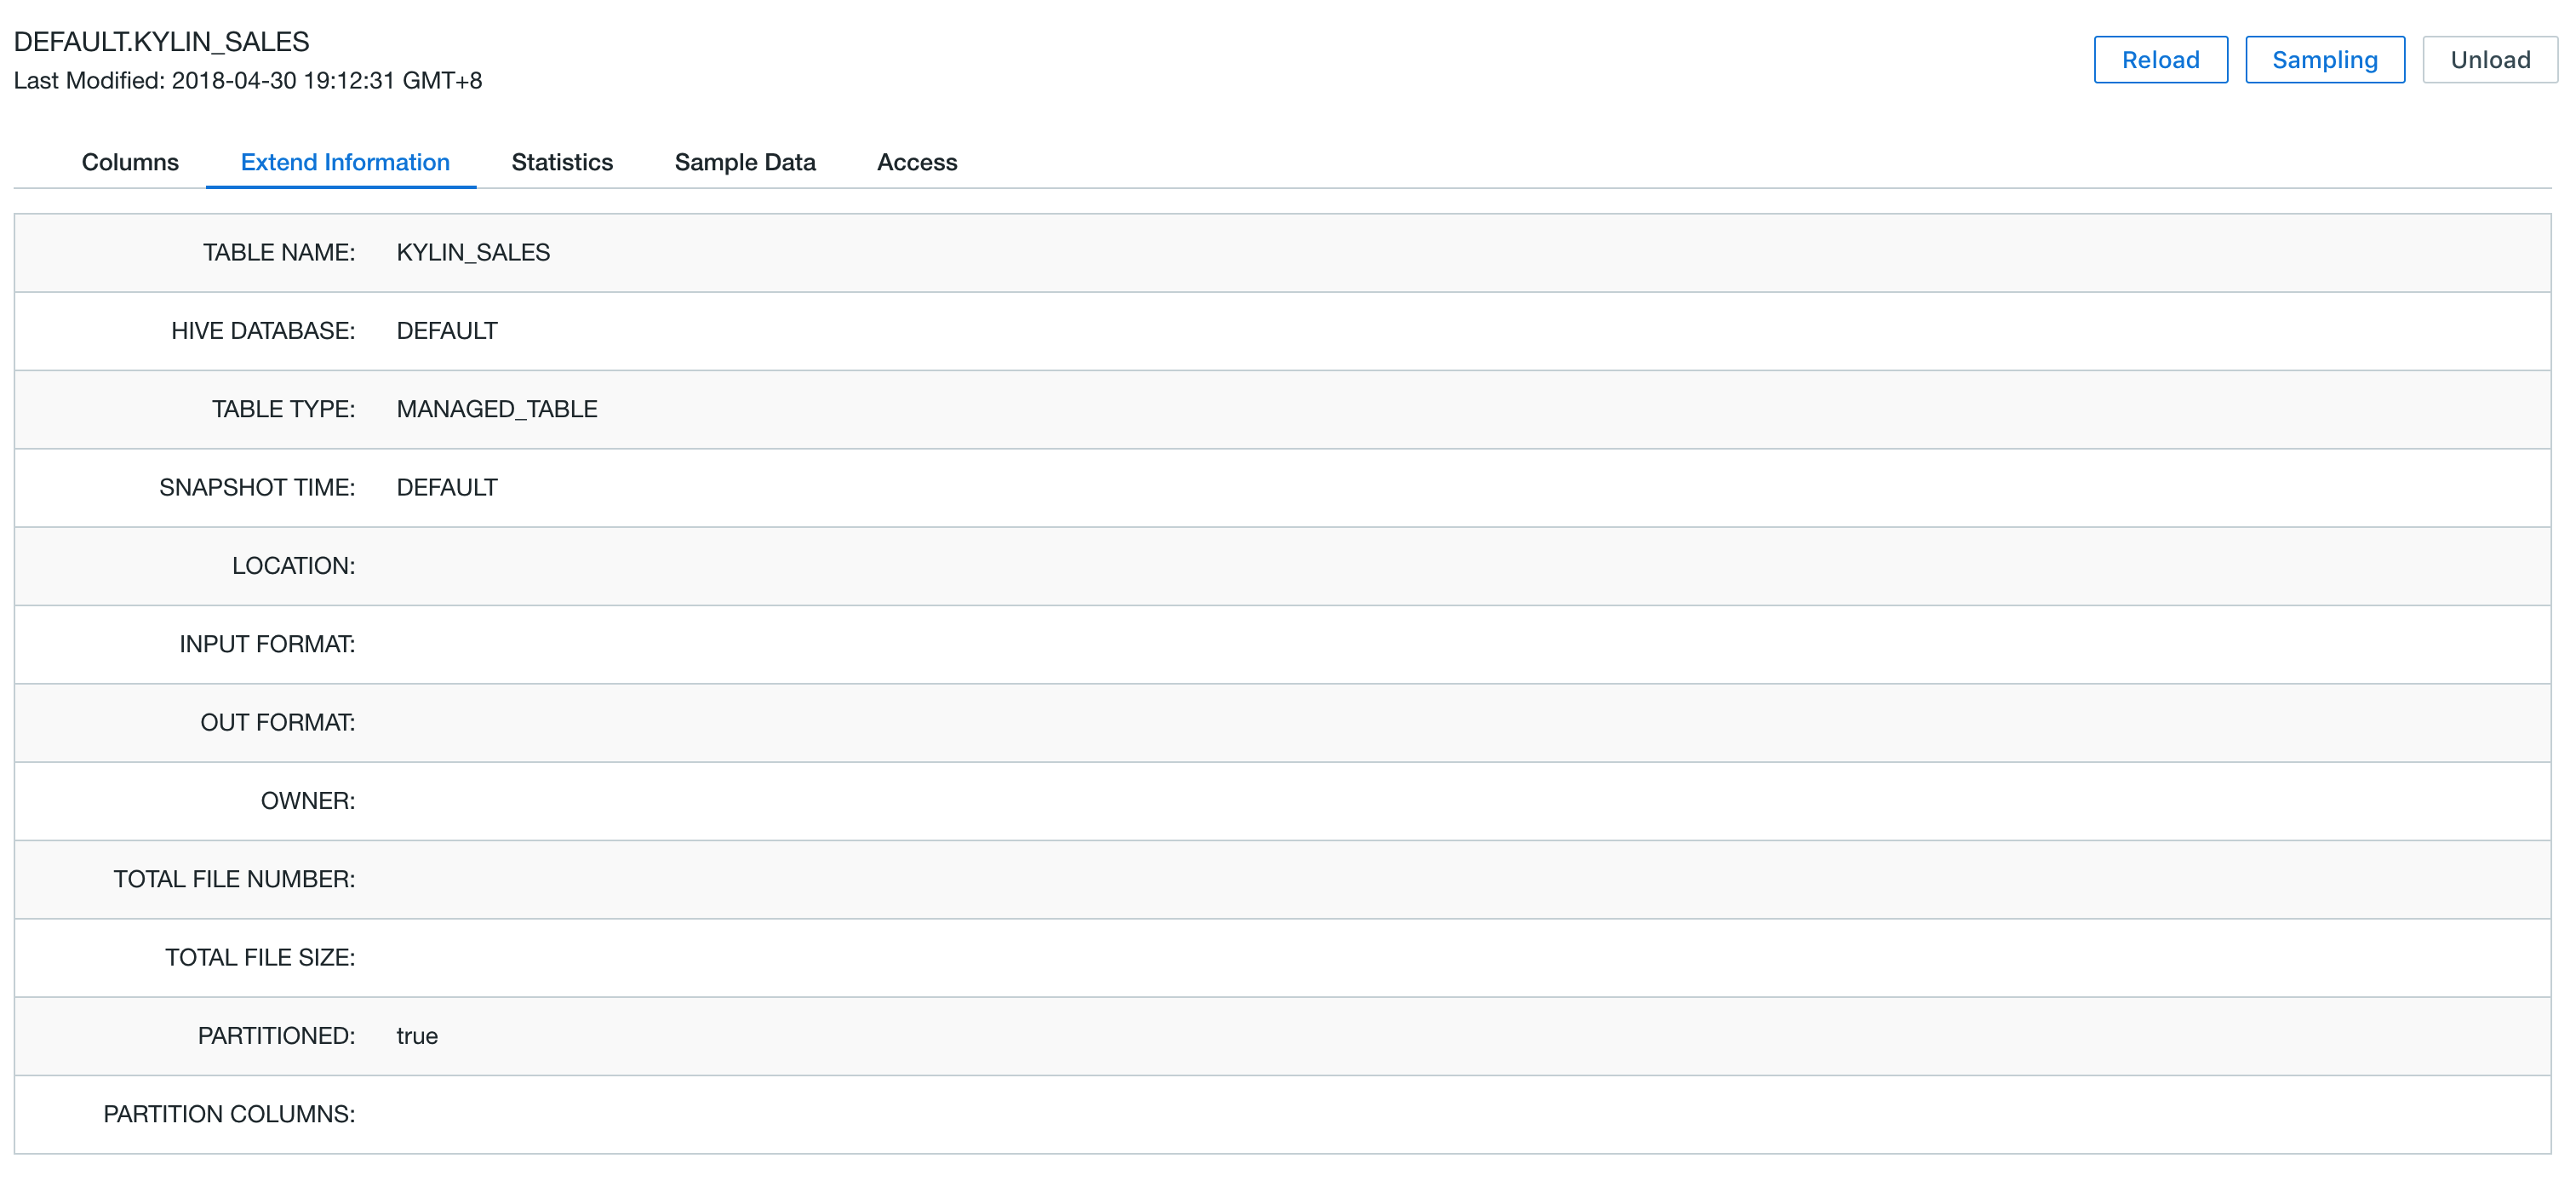 DEFAULT.KYLIN_SALES
Last Modified: 2018-04-30 19:12:31 GMT+8
Reload Sampling Unload
Columns Extend Information Statistics Sample Data Access
TABLE NAME: KYLIN_SALES
HIVE DATABASE: DEFAULT
TABLE TYPE: MANAGED_TABLE
SNAPSHOT TIME: DEFAULT
LOCATION:
INPUT FORMAT:
OUT FORMAT:
OWNER:
TOTAL FILE NUMBER:
TOTAL FILE SIZE:
PARTITIONED: true
PARTITION COLUMNS: